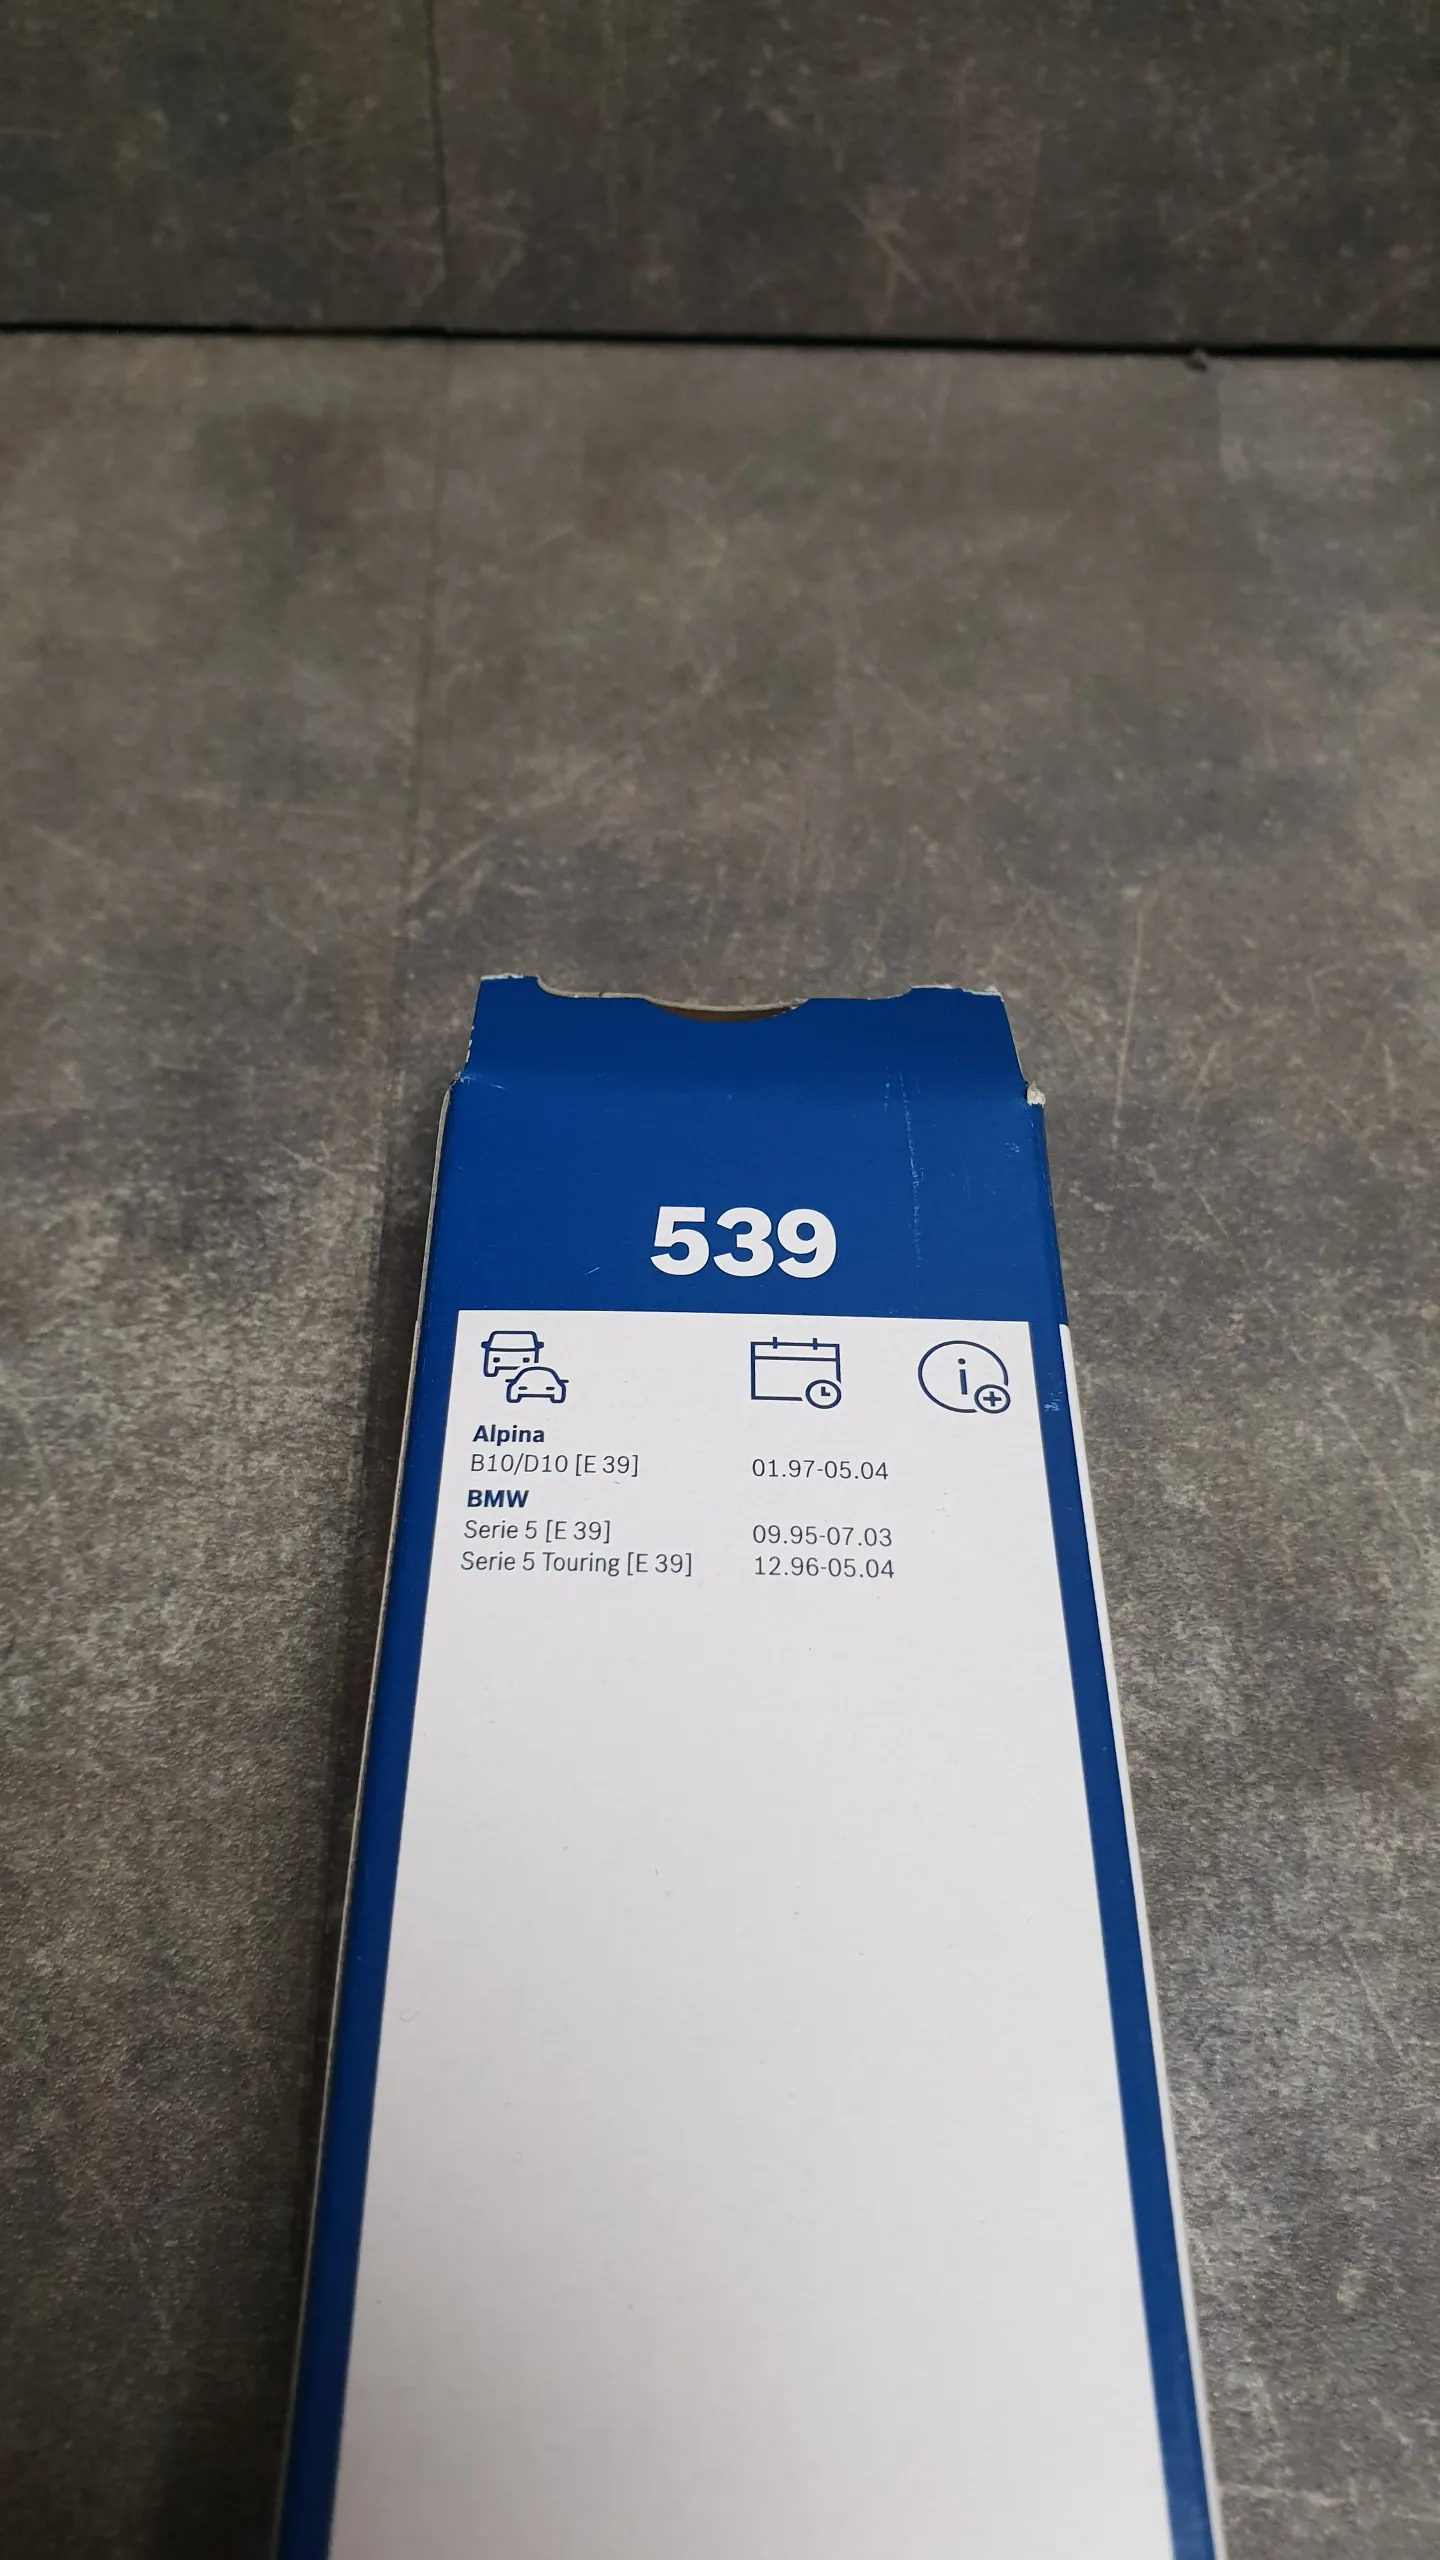 539
Alpina
B10/D10 [E 39] 01.97-05.04
BMW
Serie 5 [E 39] 09.95-07.03
Serie 5 Touring [E 39] 12.96-05.04